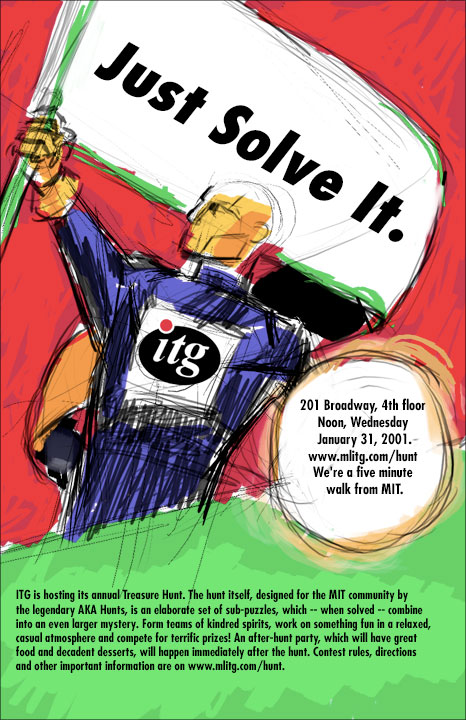 Just Solve It.
itg
201 Broadway, 4th floor
Noon, Wednesday
January 31, 2001.
www.mlitg.com/hunt
We're a five minute
walk from MIT.
ITG is hosting its annual Treasure Hunt. The hunt itself, designed for the MIT community by
the legendary AKA Hunts, is an elaborate set of sub-puzzles, which -- when solved -- combine
into an even larger mystery. Form teams of kindred spirits, work on something fun in a relaxed,
casual atmosphere and compete for terrific prizes! An after-hunt party, which will have great
food and decadent desserts, will happen immediately after the hunt. Contest rules, directions
and other important information are on www.mlitg.com/hunt.